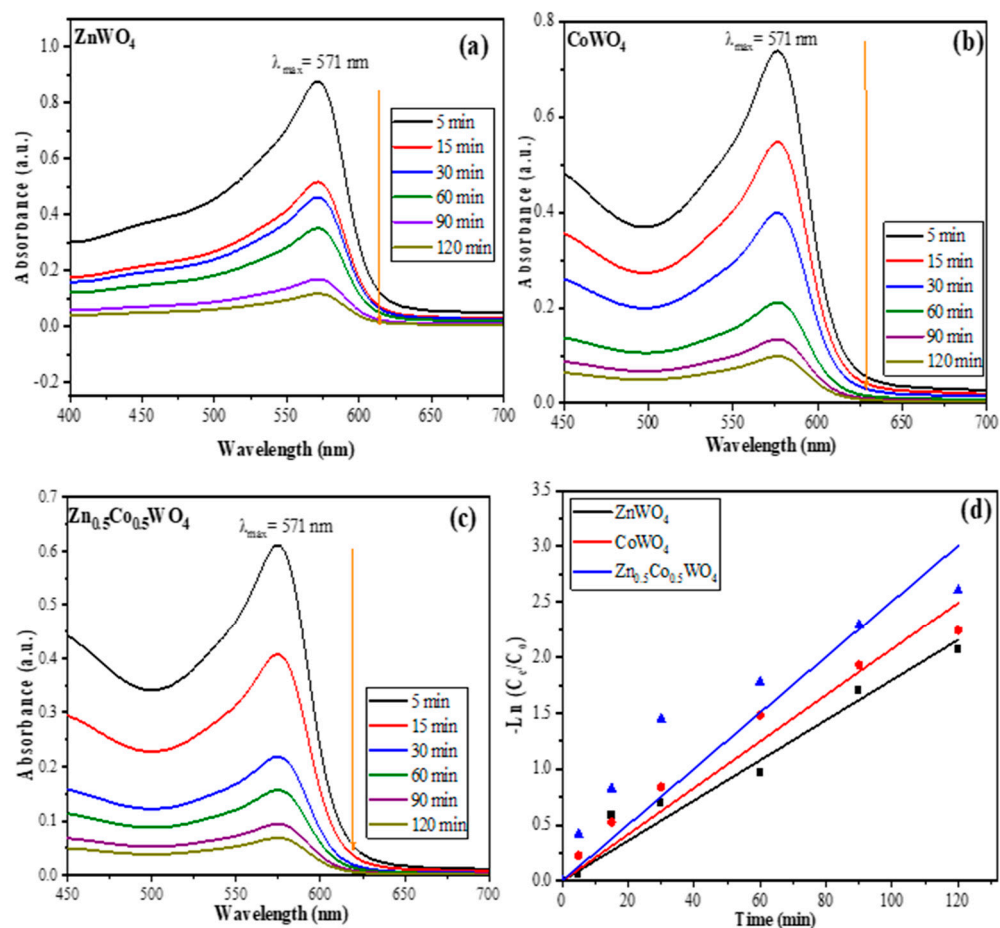 ZnWO₄
(a)
λ max = 571 nm
5 min
15 min
30 min
60 min
90 min
120 min
Absorbance (a.u.)
1.0
0.8
0.6
0.4
0.2
0.0
-0.2
400 450 500 550 600 650 700
Wavelength (nm)
CoWO₄
(b)
λ max = 571 nm
5 min
15 min
30 min
60 min
90 min
120 min
Absorbance (a.u.)
0.8
0.6
0.4
0.2
0.0
450 500 550 600 650 700
Wavelength (nm)
Zn₀.₅Co₀.₅WO₄
(c)
λ max = 571 nm
5 min
15 min
30 min
60 min
90 min
120 min
Absorbance (a.u.)
0.7
0.6
0.5
0.4
0.3
0.2
0.1
0.0
450 500 550 600 650 700
Wavelength (nm)
(d)
ZnWO₄
CoWO₄
Zn₀.₅Co₀.₅WO₄
-Ln (Cₑ/C₀)
3.5
3.0
2.5
2.0
1.5
1.0
0.5
0.0
0 20 40 60 80 100 120
Time (min)